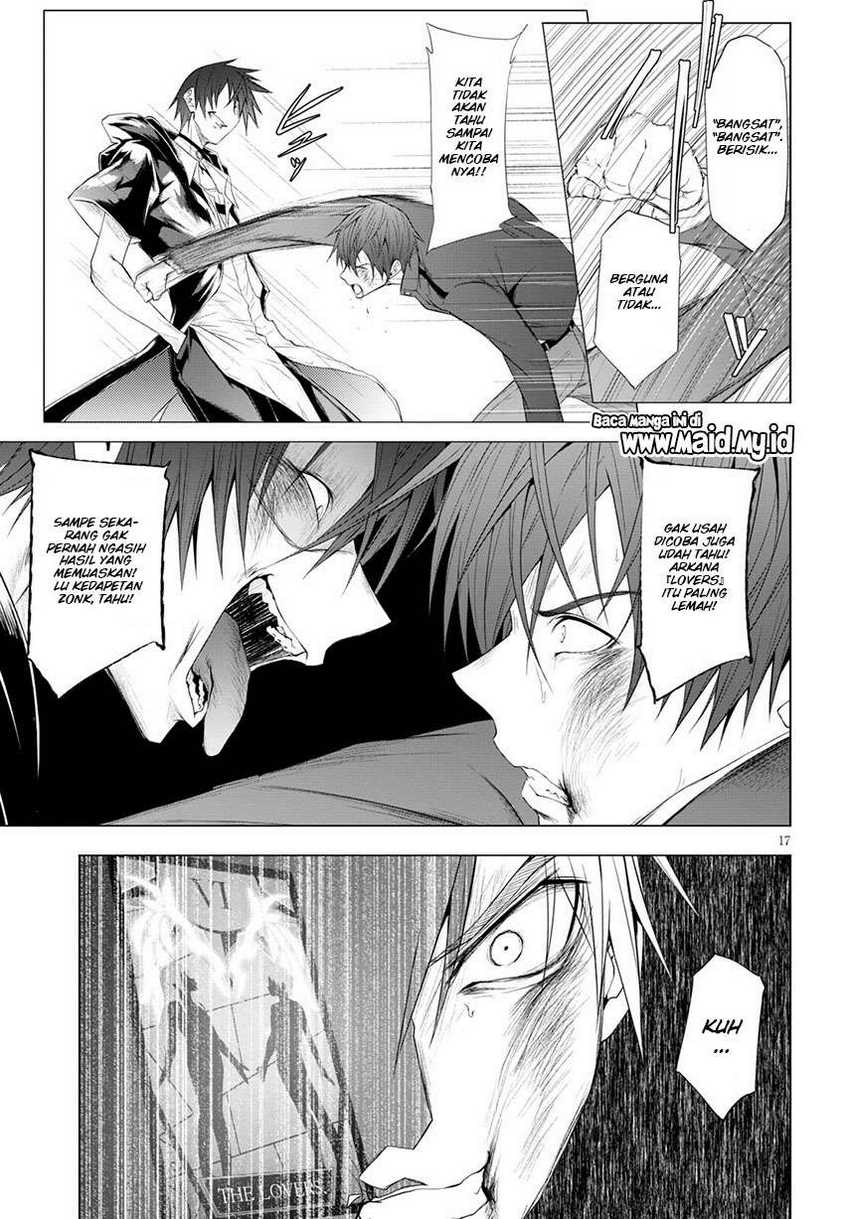 "BANGSAT",
"BANGSAT".
BERISIK...
BERGUNA
ATAU
TIDAK...
KITA
TIDAK
AKAN
TAHU
SAMPAI
KITA
MENCOBA
NYA!!
Baca Manga ini di
www.Maid.My.id
GAK USAH
DICOBA JUGA
UDAH TAHU!
ARKANA
『LOVERS』
ITU PALING
LEMAH!
SAMPE SEKA-
RANG GAK
PERNAH NGASIH
HASIL YANG
MEMUASKAN!
LU KEDAPETAN
ZONK, TAHU!
17
KUH
...
VI
THE LOVERS.